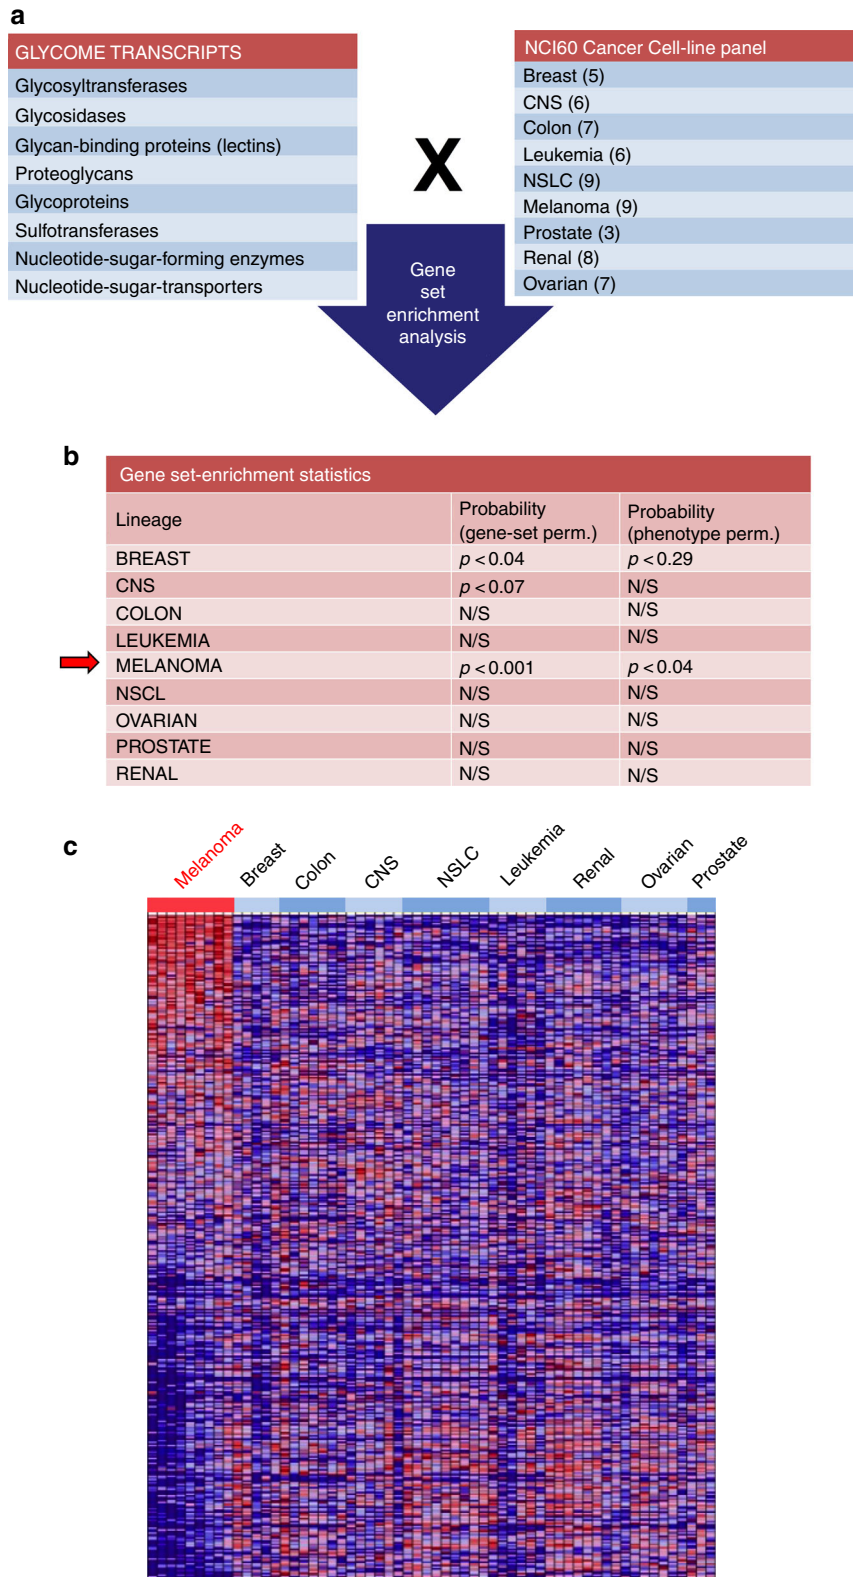 a
GLYCOME TRANSCRIPTS
Glycosyltransferases
Glycosidases
Glycan-binding proteins (lectins)
Proteoglycans
Glycoproteins
Sulfotransferases
Nucleotide-sugar-forming enzymes
Nucleotide-sugar-transporters
X
NCI60 Cancer Cell-line panel
Breast (5)
CNS (6)
Colon (7)
Leukemia (6)
NSLC (9)
Melanoma (9)
Prostate (3)
Renal (8)
Ovarian (7)
Gene
set
enrichment
analysis
b
Gene set-enrichment statistics
Lineage Probability (gene-set perm.) Probability (phenotype perm.)
BREAST p < 0.04 p < 0.29
CNS p < 0.07 N/S
COLON N/S N/S
LEUKEMIA N/S N/S
MELANOMA p < 0.001 p < 0.04
NSCL N/S N/S
OVARIAN N/S N/S
PROSTATE N/S N/S
RENAL N/S N/S
c
Melanoma Breast Colon CNS NSLC Leukemia Renal Ovarian Prostate